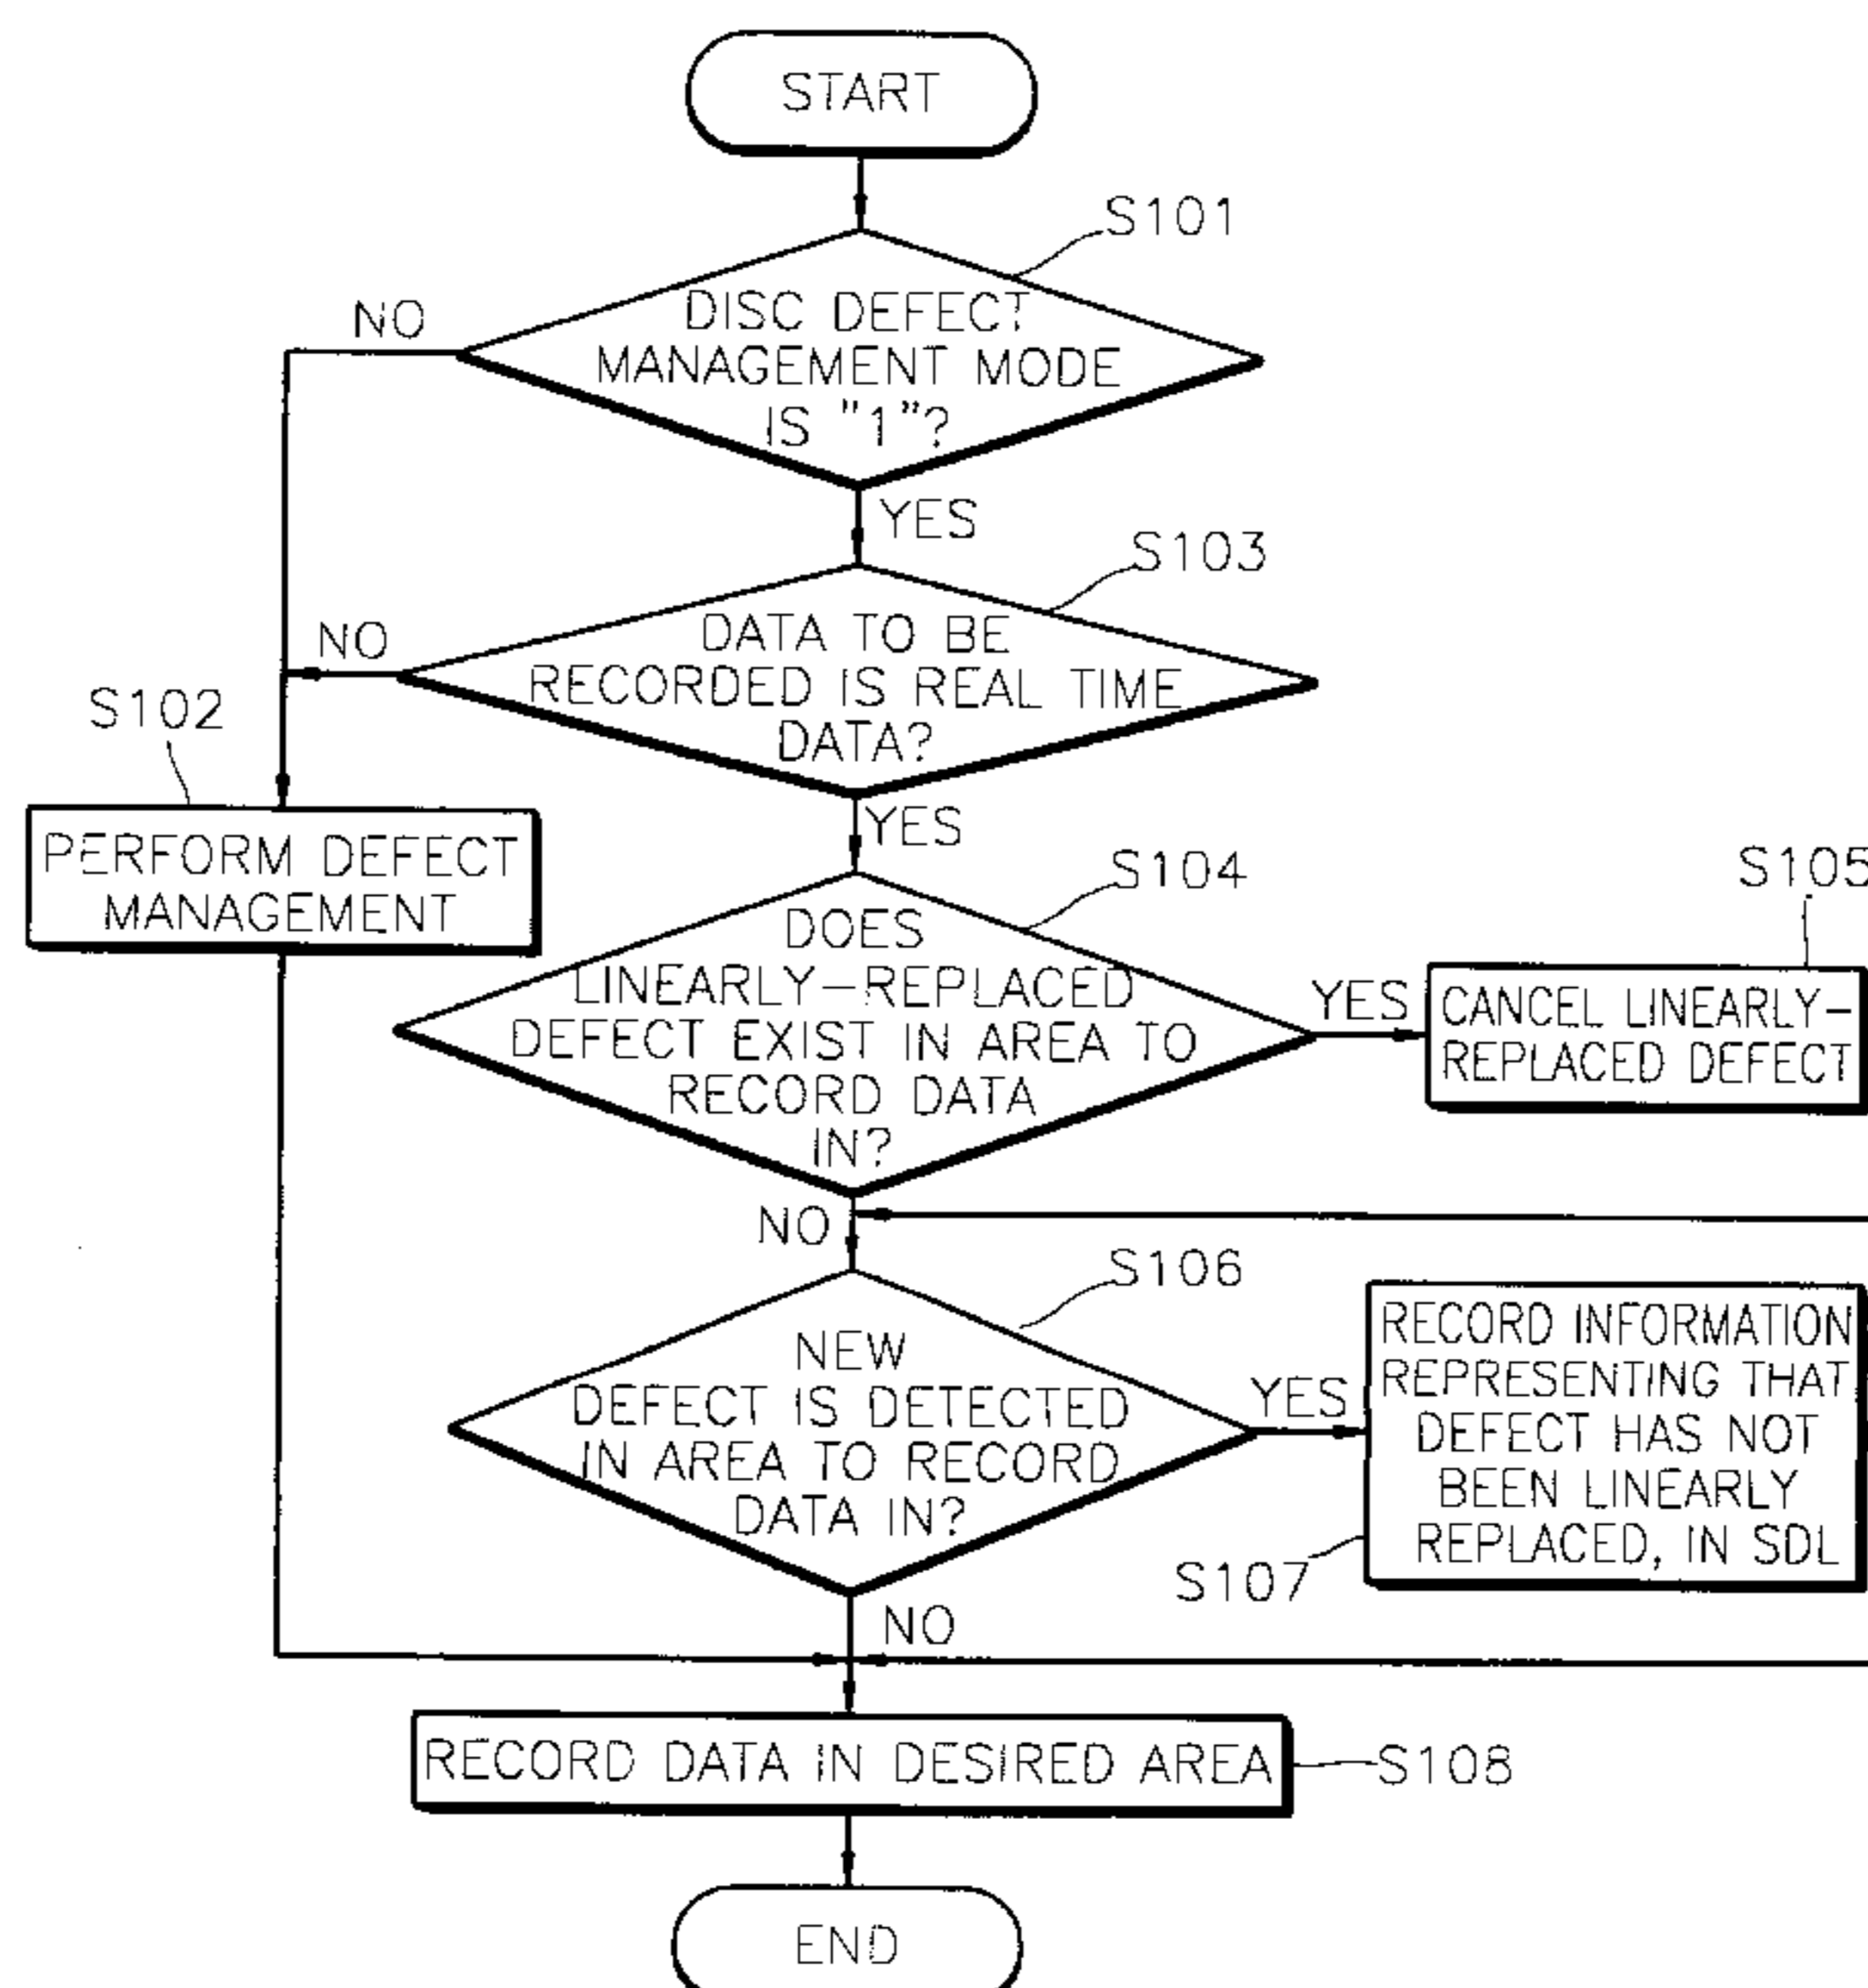 START
S101
NO
DISC DEFECT
MANAGEMENT MODE
IS "1"?
YES
S103
NO
DATA TO BE
RECORDED IS REAL TIME
DATA?
S102
YES
PERFORM DEFECT
MANAGEMENT
S104
S105
DOES
LINEARLY-REPLACED
DEFECT EXIST IN AREA TO
RECORD DATA
IN?
YES
CANCEL LINEARLY-
REPLACED DEFECT
NO
S106
NEW
DEFECT IS DETECTED
IN AREA TO RECORD
DATA IN?
YES
RECORD INFORMATION
REPRESENTING THAT
DEFECT HAS NOT
BEEN LINEARLY
REPLACED, IN SDL
S107
NO
RECORD DATA IN DESIRED AREA
S108
END